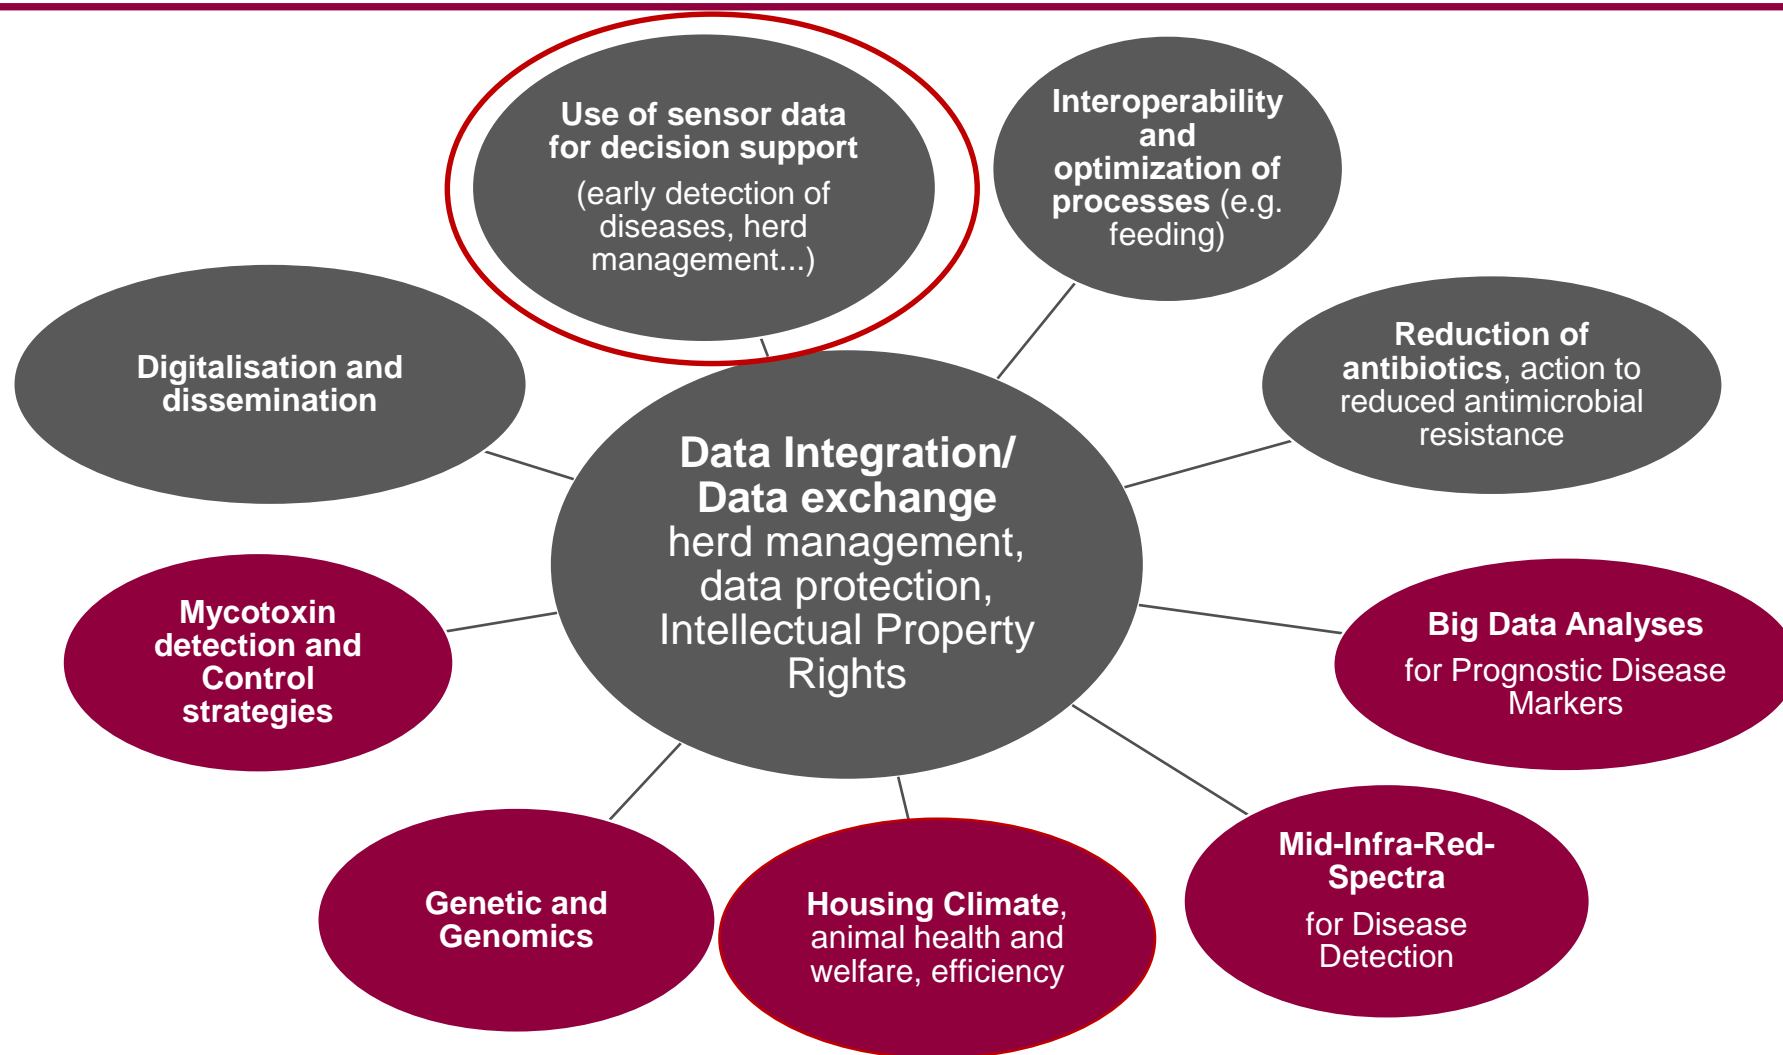 Use of sensor data
for decision support
(early detection of
diseases, herd
management...)
Interoperability
and
optimization of
processes (e.g.
feeding)
Digitalisation and
dissemination
Reduction of
antibiotics, action to
reduced antimicrobial
resistance
Data Integration/
Data exchange
herd management,
data protection,
Intellectual Property
Rights
Mycotoxin
detection and
Control
strategies
Big Data Analyses
for Prognostic Disease
Markers
Genetic and
Genomics
Housing Climate,
animal health and
welfare, efficiency
Mid-Infra-Red-
Spectra
for Disease
Detection